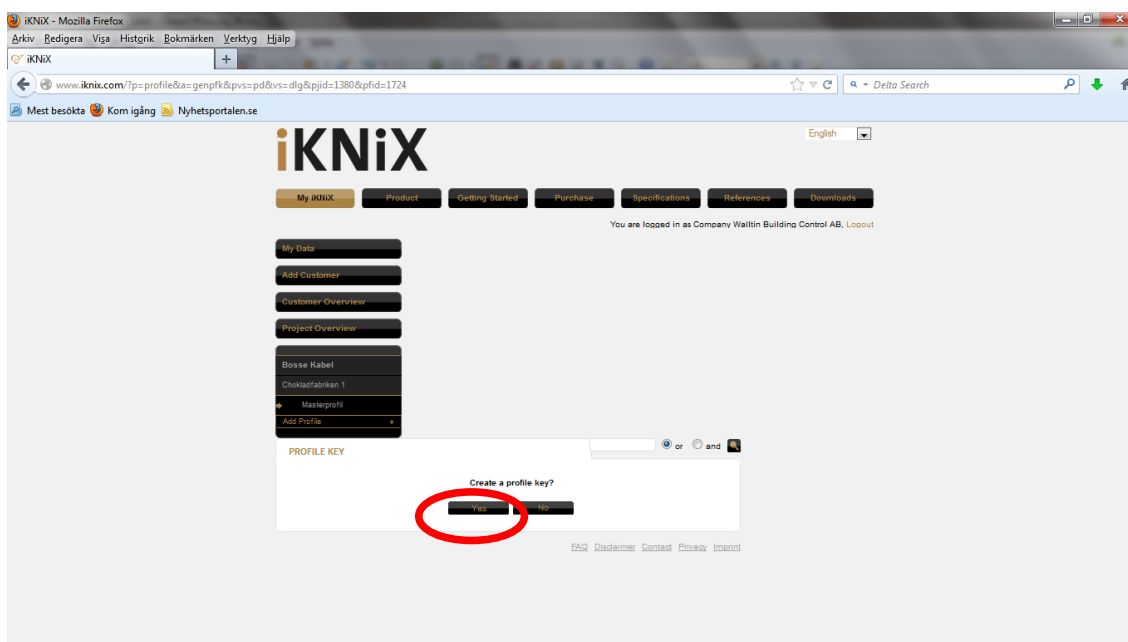 iKNiX - Mozilla Firefox
Arkiv Redigera Visa Historik Bokmärken Verktyg Hjälp
iKNiX +
www.iknix.com/?p=profile&a=genpfk&pvs=pd&vs=dlg&pjid=1380&pfid=1724
Delta Search
Mest besökta Kom igång Nyhetsportalen.se
iKNiX
English
My iKNiX Product Getting Started Purchase Specifications References Downloads
You are logged in as Company Walltin Building Control AB, Logout
My Data
Add Customer
Customer Overview
Project Overview
Bosse Kabel
Chokladfabriken 1
Masterprofil
Add Profile +
PROFILE KEY
or and
Create a profile key?
Yes No
FAQ Disclaimer Contact Privacy Imprint